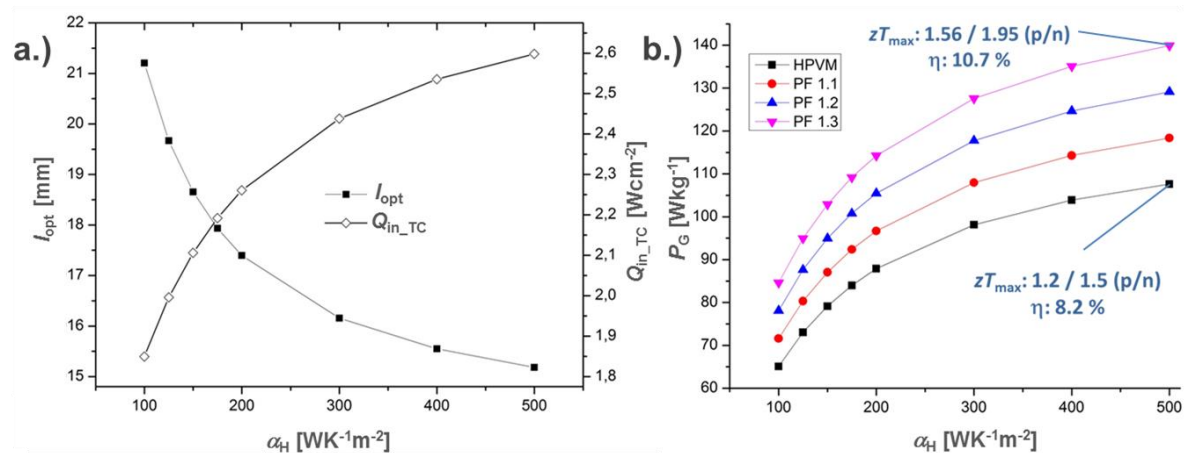 a.)
22
21
20
19
18
17
16
15
l_opt [mm]
l_opt
Q_in_TC
2,6
2,5
2,4
2,3
2,2
2,1
2,0
1,9
1,8
Q_in_TC [Wcm⁻²]
100 200 300 400 500
α_H [WK⁻¹m⁻²]
b.)
140
130
120
110
100
90
80
70
60
P_G [Wkg⁻¹]
HPVM
PF 1.1
PF 1.2
PF 1.3
zT_max: 1.56 / 1.95 (p/n)
η: 10.7 %
zT_max: 1.2 / 1.5 (p/n)
η: 8.2 %
100 200 300 400 500
α_H [WK⁻¹m⁻²]